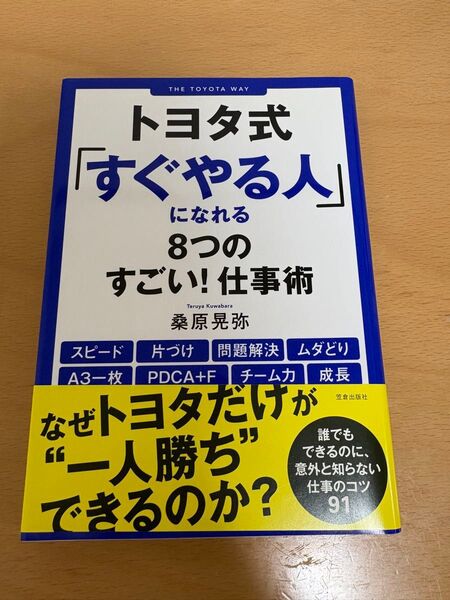 THE TOYOTA WAY
トヨタ式
「すぐやる人」
になれる
8つの
すごい!仕事術
Teruya Kuwabara
桑原晃弥
スピード 片づけ 問題解決 ムダどり
A3一枚 PDCA+F チーム力 成長
笠倉出版社
なぜトヨタだけが
“一人勝ち”
できるのか?
誰でも
できるのに、
意外と知らない
仕事のコツ
91